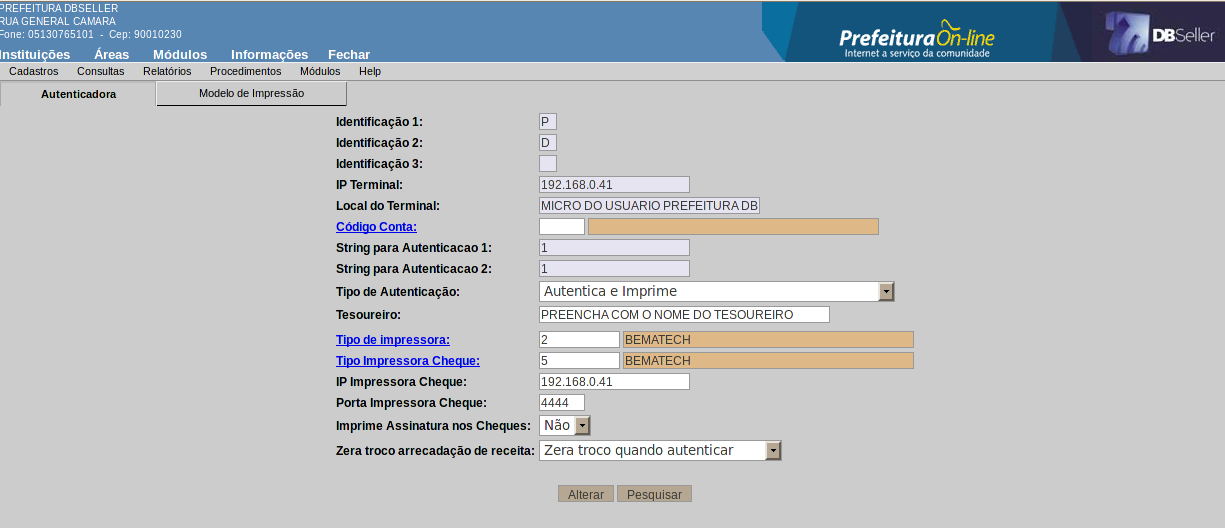 PREFEITURA DBSELLER
RUA GENERAL CAMARA
Fone: 05130765101 - Cep: 90010230
Instituições Áreas Módulos Informações Fechar
PrefeituraOn-line
Internet a serviço da comunidade
DBSeller
Cadastros Consultas Relatórios Procedimentos Módulos Help
Autenticadora Modelo de Impressão
Identificação 1: P
Identificação 2: D
Identificação 3:
IP Terminal: 192.168.0.41
Local do Terminal: MICRO DO USUARIO PREFEITURA DB
Código Conta:
String para Autenticacao 1: 1
String para Autenticacao 2: 1
Tipo de Autenticação: Autentica e Imprime
Tesoureiro: PREENCHA COM O NOME DO TESOUREIRO
Tipo de impressora: 2 BEMATECH
Tipo Impressora Cheque: 5 BEMATECH
IP Impressora Cheque: 192.168.0.41
Porta Impressora Cheque: 4444
Imprime Assinatura nos Cheques: Não
Zera troco arrecadação de receita: Zera troco quando autenticar
Alterar Pesquisar